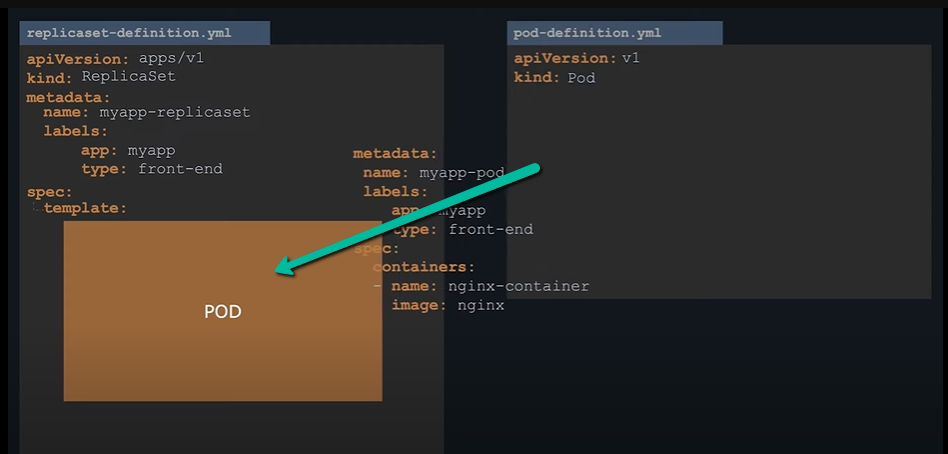 replicaset-definition.yml
apiVersion: apps/v1
kind: ReplicaSet
metadata:
name: myapp-replicaset
labels:
app: myapp
type: front-end
spec:
template:
POD
metadata:
name: myapp-pod
labels:
app: myapp
type: front-end
spec:
containers:
- name: nginx-container
image: nginx
pod-definition.yml
apiVersion: v1
kind: Pod